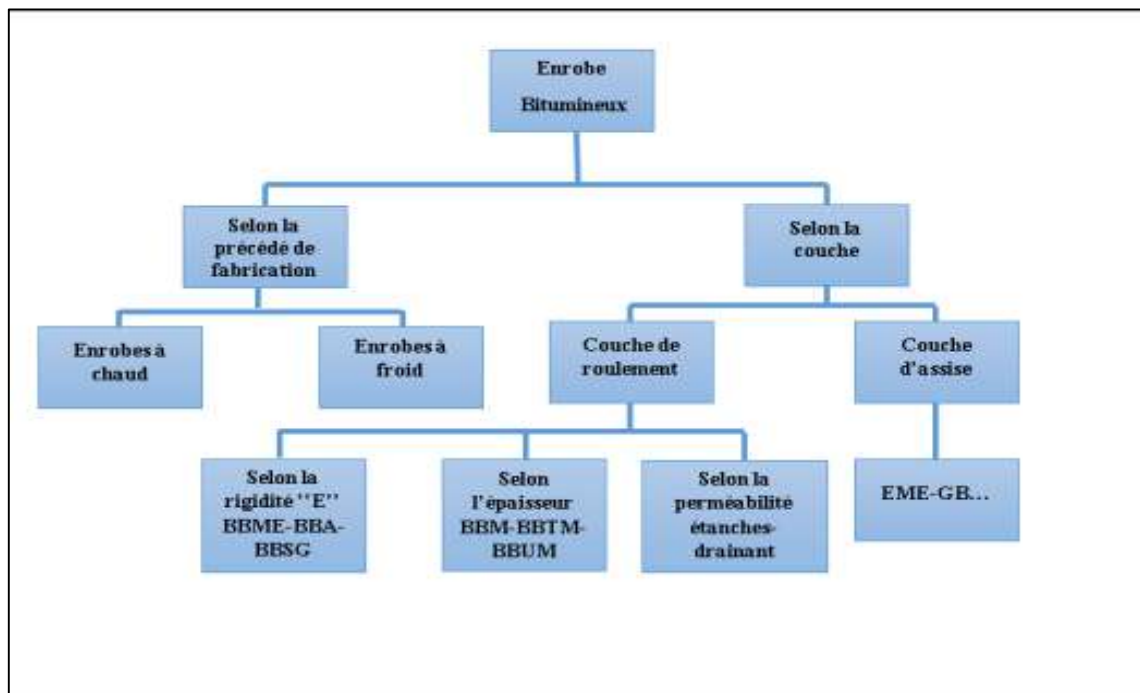 Enrobe
Bitumineux
Selon la
précédé de
fabrication
Selon la
couche
Enrobes à
chaud
Enrobes à
froid
Couche de
roulement
Couche
d'assise
Selon la
rigidité "E"
BBME-BBA-
BBSG
Selon
l'épaisseur
BBM-BBTM-
BBUM
Selon la
perméabilité
étanches-
drainant
EME-GB...